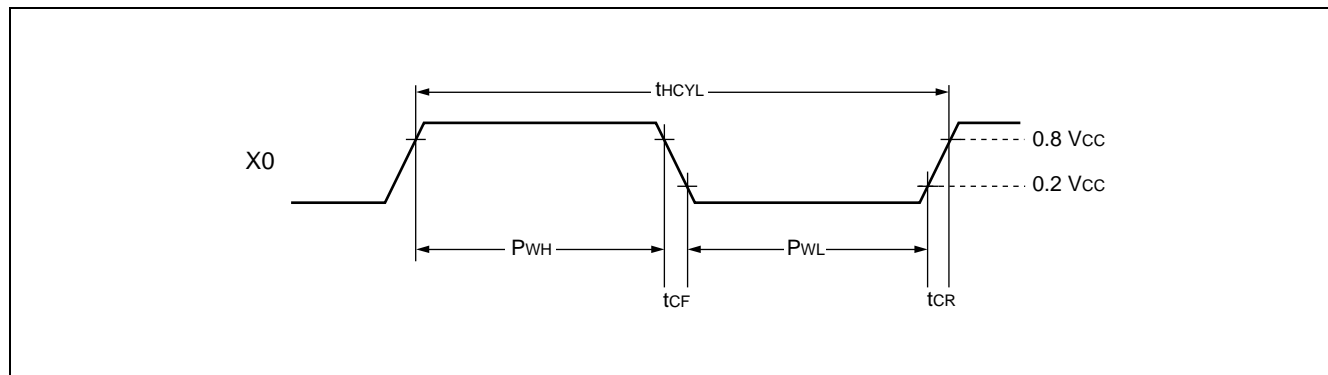 tHCYL
X0
0.8 VCC
0.2 VCC
PWH
PWL
tCF
tCR